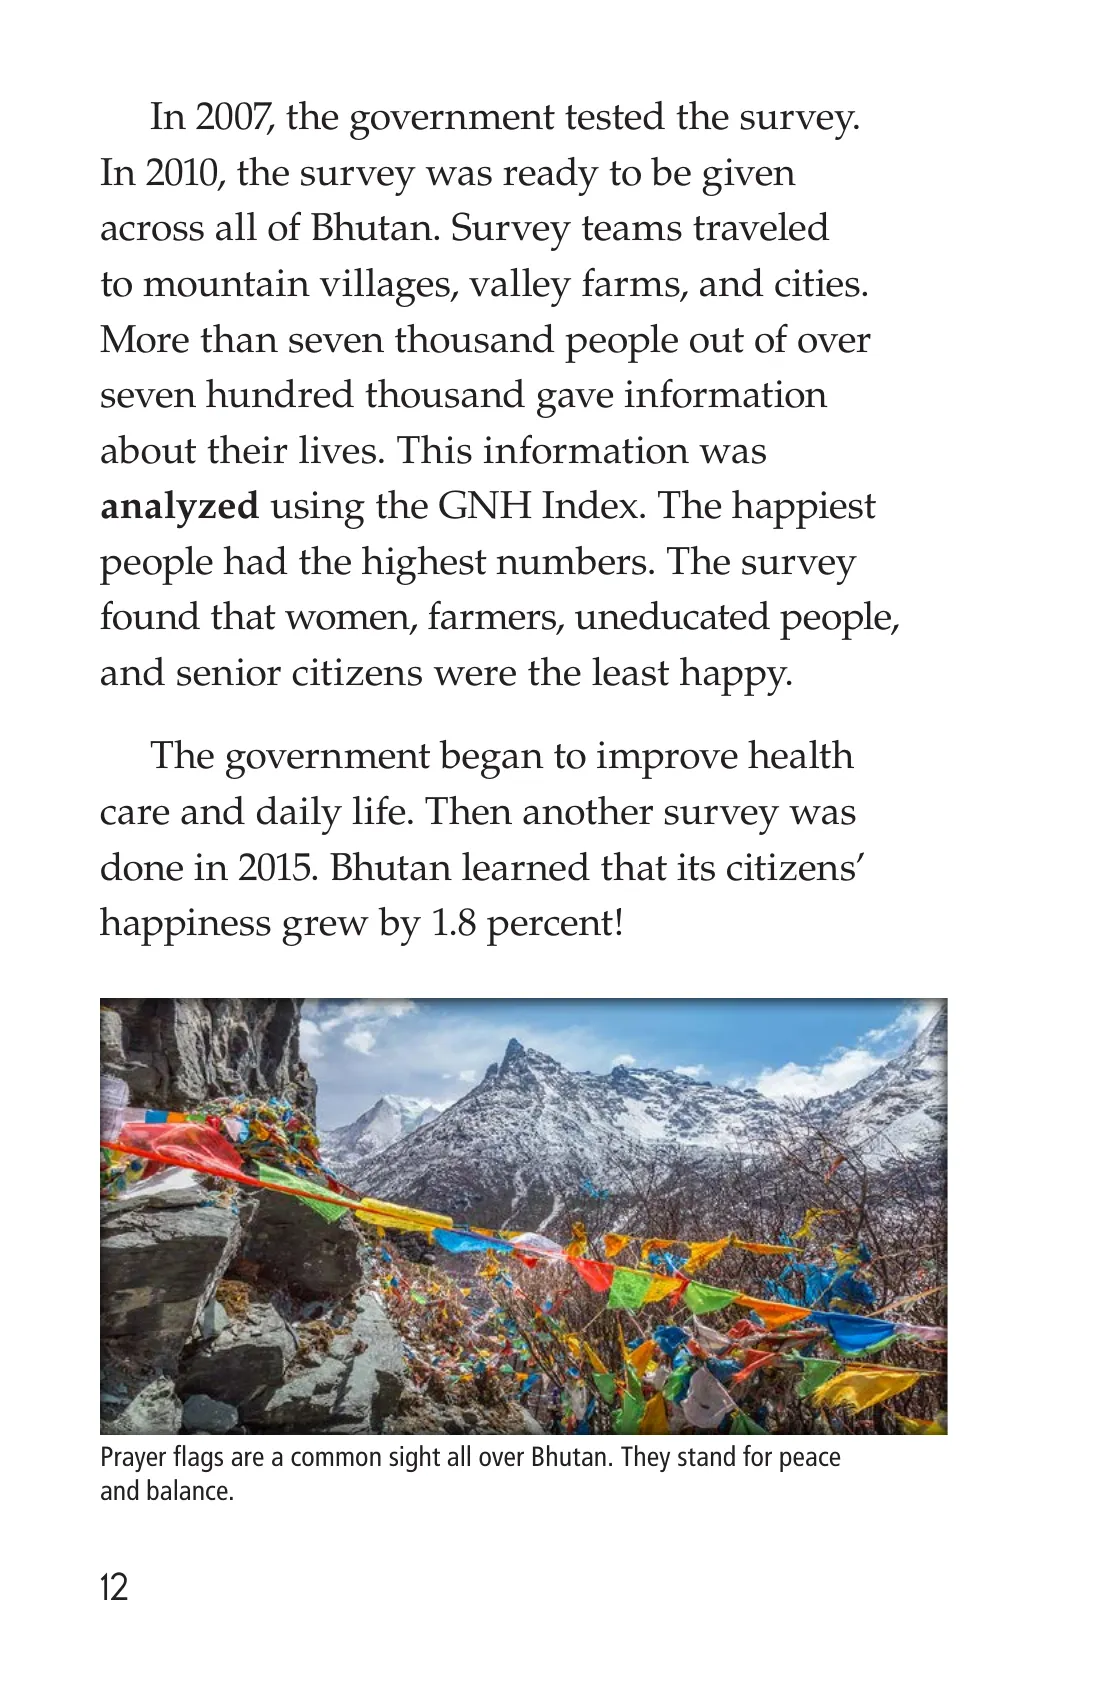 In 2007, the government tested the survey.
In 2010, the survey was ready to be given
across all of Bhutan. Survey teams traveled
to mountain villages, valley farms, and cities.
More than seven thousand people out of over
seven hundred thousand gave information
about their lives. This information was
analyzed using the GNH Index. The happiest
people had the highest numbers. The survey
found that women, farmers, uneducated people,
and senior citizens were the least happy.
The government began to improve health
care and daily life. Then another survey was
done in 2015. Bhutan learned that its citizens’
happiness grew by 1.8 percent!
Prayer flags are a common sight all over Bhutan. They stand for peace
and balance.
12